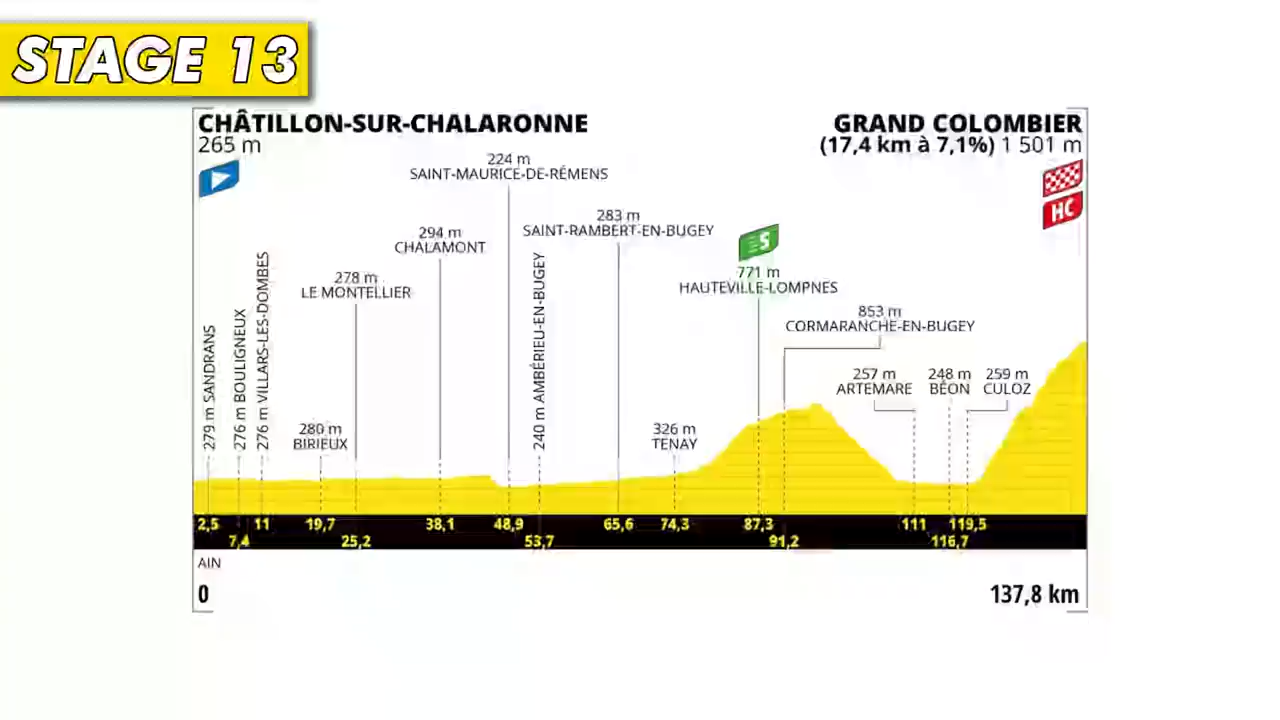 STAGE 13
CHÂTILLON-SUR-CHALARONNE
265 m
GRAND COLOMBIER
(17,4 km à 7,1%) 1 501 m
HC
224 m
SAINT-MAURICE-DE-RÉMENS
294 m
CHALAMONT
283 m
SAINT-RAMBERT-EN-BUGEY
S
771 m
HAUTEVILLE-LOMPNES
278 m
LE MONTELLIER
853 m
CORMARANCHE-EN-BUGEY
257 m
ARTEMARE
248 m
BÉON
259 m
CULOZ
279 m SANDRANS
276 m BOULIGNEUX
276 m VILLARS-LES-DOMBES
280 m
BIRIEUX
240 m AMBÉRIEU-EN-BUGEY
326 m
TENAY
2,5 11 19,7 38,1 48,9 65,6 74,3 87,3 111 119,5
7,4 25,2 53,7 91,2 116,7
AIN
0
137,8 km